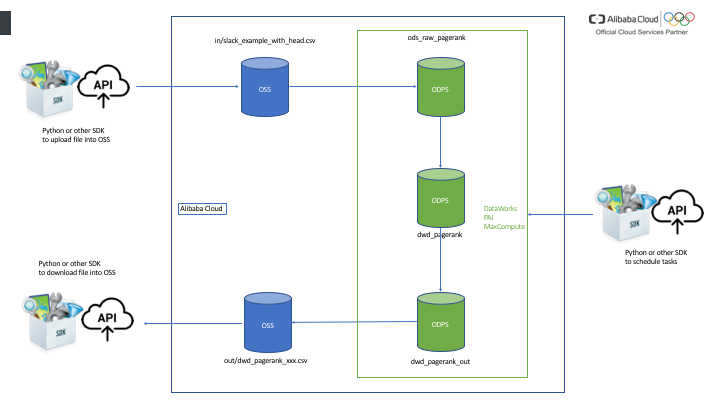 Alibaba Cloud
Official Cloud Services Partner
in/slack_example_with_head.csv
ods_raw_pagerank
SDK
API
OSS
ODPS
Python or other SDK
to upload file into OSS
ODPS
Alibaba Cloud
DataWorks
PAI
MaxCompute
dwd_pagerank
SDK
API
Python or other SDK
to schedule tasks
Python or other SDK
to download file into OSS
SDK
API
OSS
ODPS
out/dwd_pagerank_xxx.csv
dwd_pagerank_out